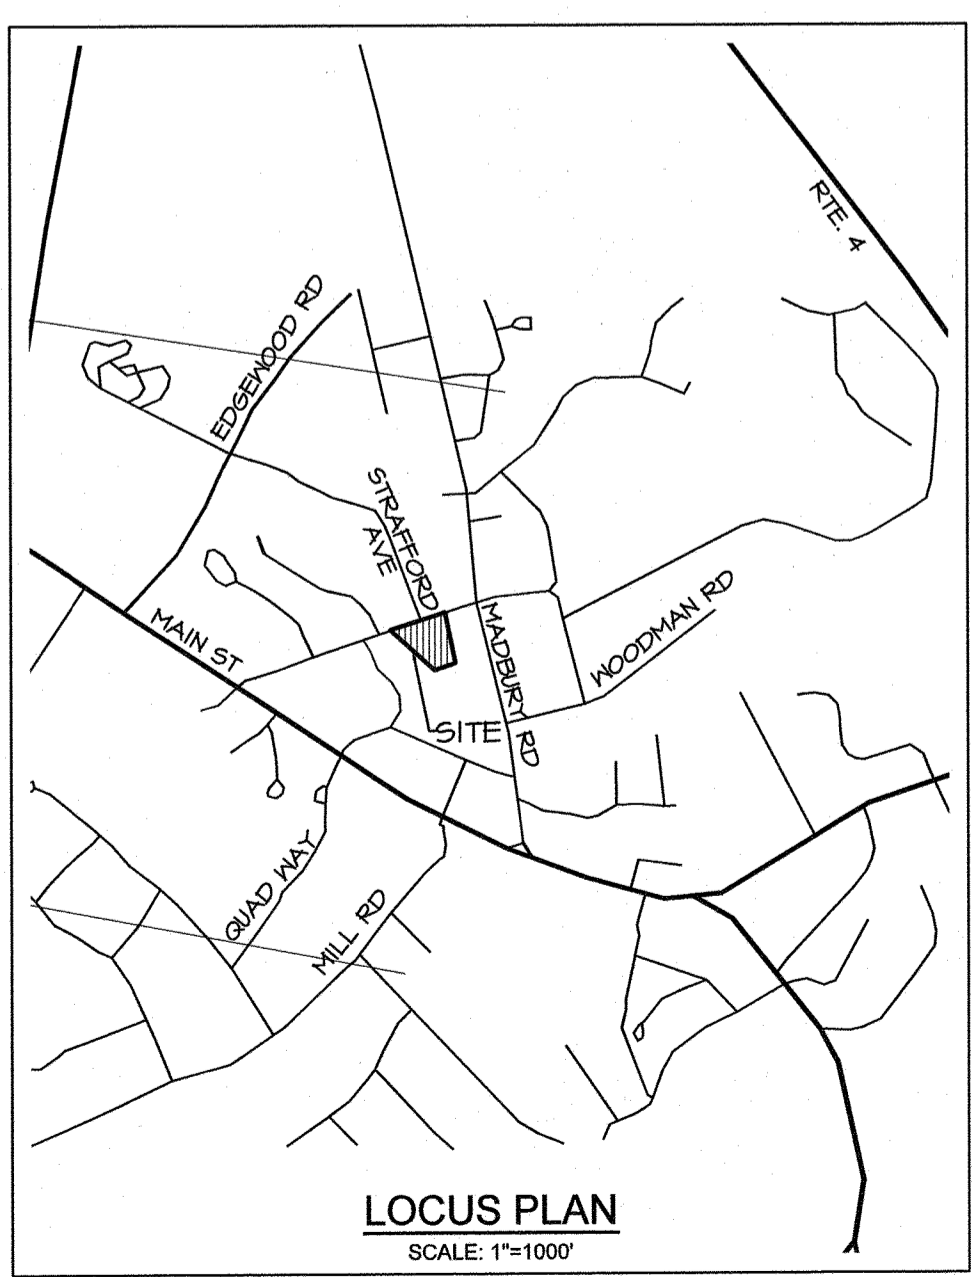 RTE. 4
EDGEWOOD RD
STRAFFORD
AVE
MAIN ST
MADBURY RD
WOODMAN RD
SITE
QUAD WAY
MILL RD
LOCUS PLAN
SCALE: 1"=1000'